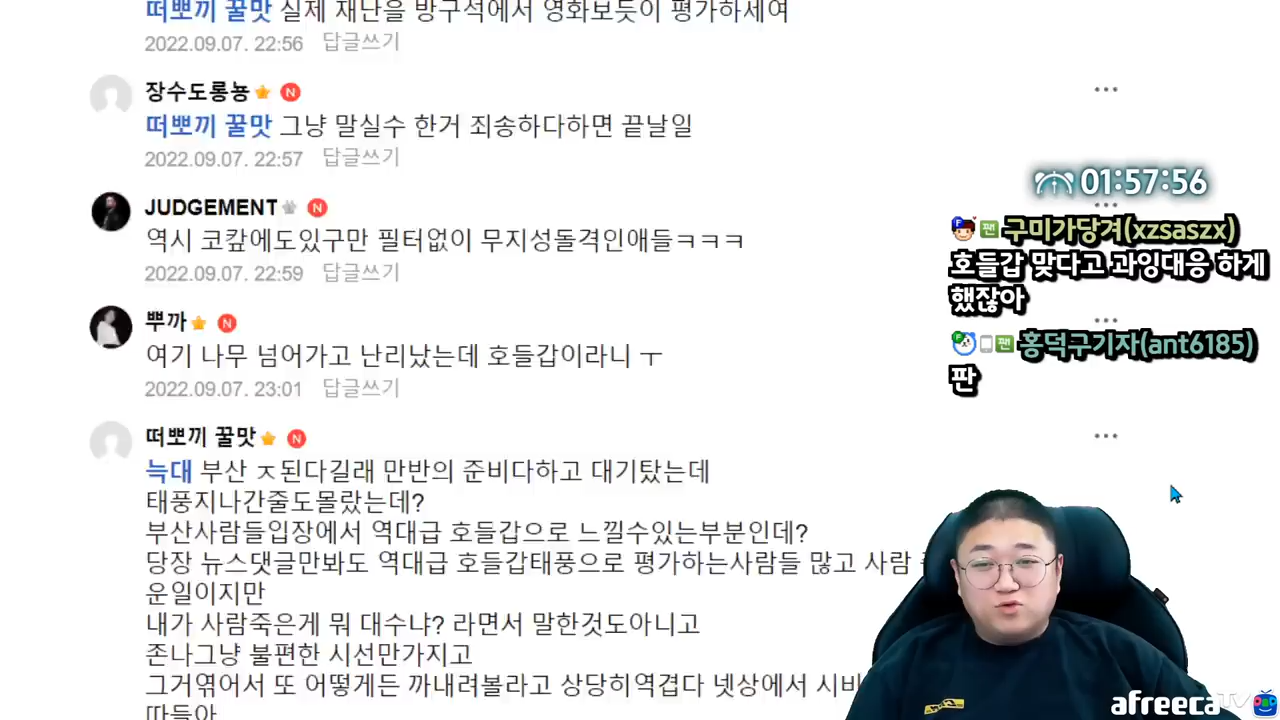 떠뽀끼 꿀맛 실제 재난을 방구석에서 영화보듯이 평가하세여
2022.09.07. 22:56 답글쓰기
장수도롱뇽 N
떠뽀끼 꿀맛 그냥 말실수 한거 죄송하다하면 끝날일
2022.09.07. 22:57 답글쓰기
JUDGEMENT N
역시 코캎에도있구만 필터없이 무지성돌격인애들ㅋㅋㅋ
2022.09.07. 22:59 답글쓰기
뿌까 N
여기 나무 넘어가고 난리났는데 호들갑이라니 ㅜ
2022.09.07. 23:01 답글쓰기
떠뽀끼 꿀맛 N
늑대 부산 ㅈ된다길래 만반의 준비다하고 대기탔는데
태풍지나간줄도몰랐는데?
부산사람들입장에서 역대급 호들갑으로 느낄수있는부분인데?
당장 뉴스댓글만봐도 역대급 호들갑태풍으로 평가하는사람들 많고 사람
운일이지만
내가 사람죽은게 뭐 대수냐? 라면서 말한것도아니고
존나그냥 불편한 시선만가지고
그거엮어서 또 어떻게든 까내려볼라고 상당히역겹다 넷상에서 시비
따들아
01:57:56
구미가당겨(xzsaszx)
호들갑 맞다고 과잉대응 하게
했잖아
홍덕구기자(ant6185)
판
afreecaTV